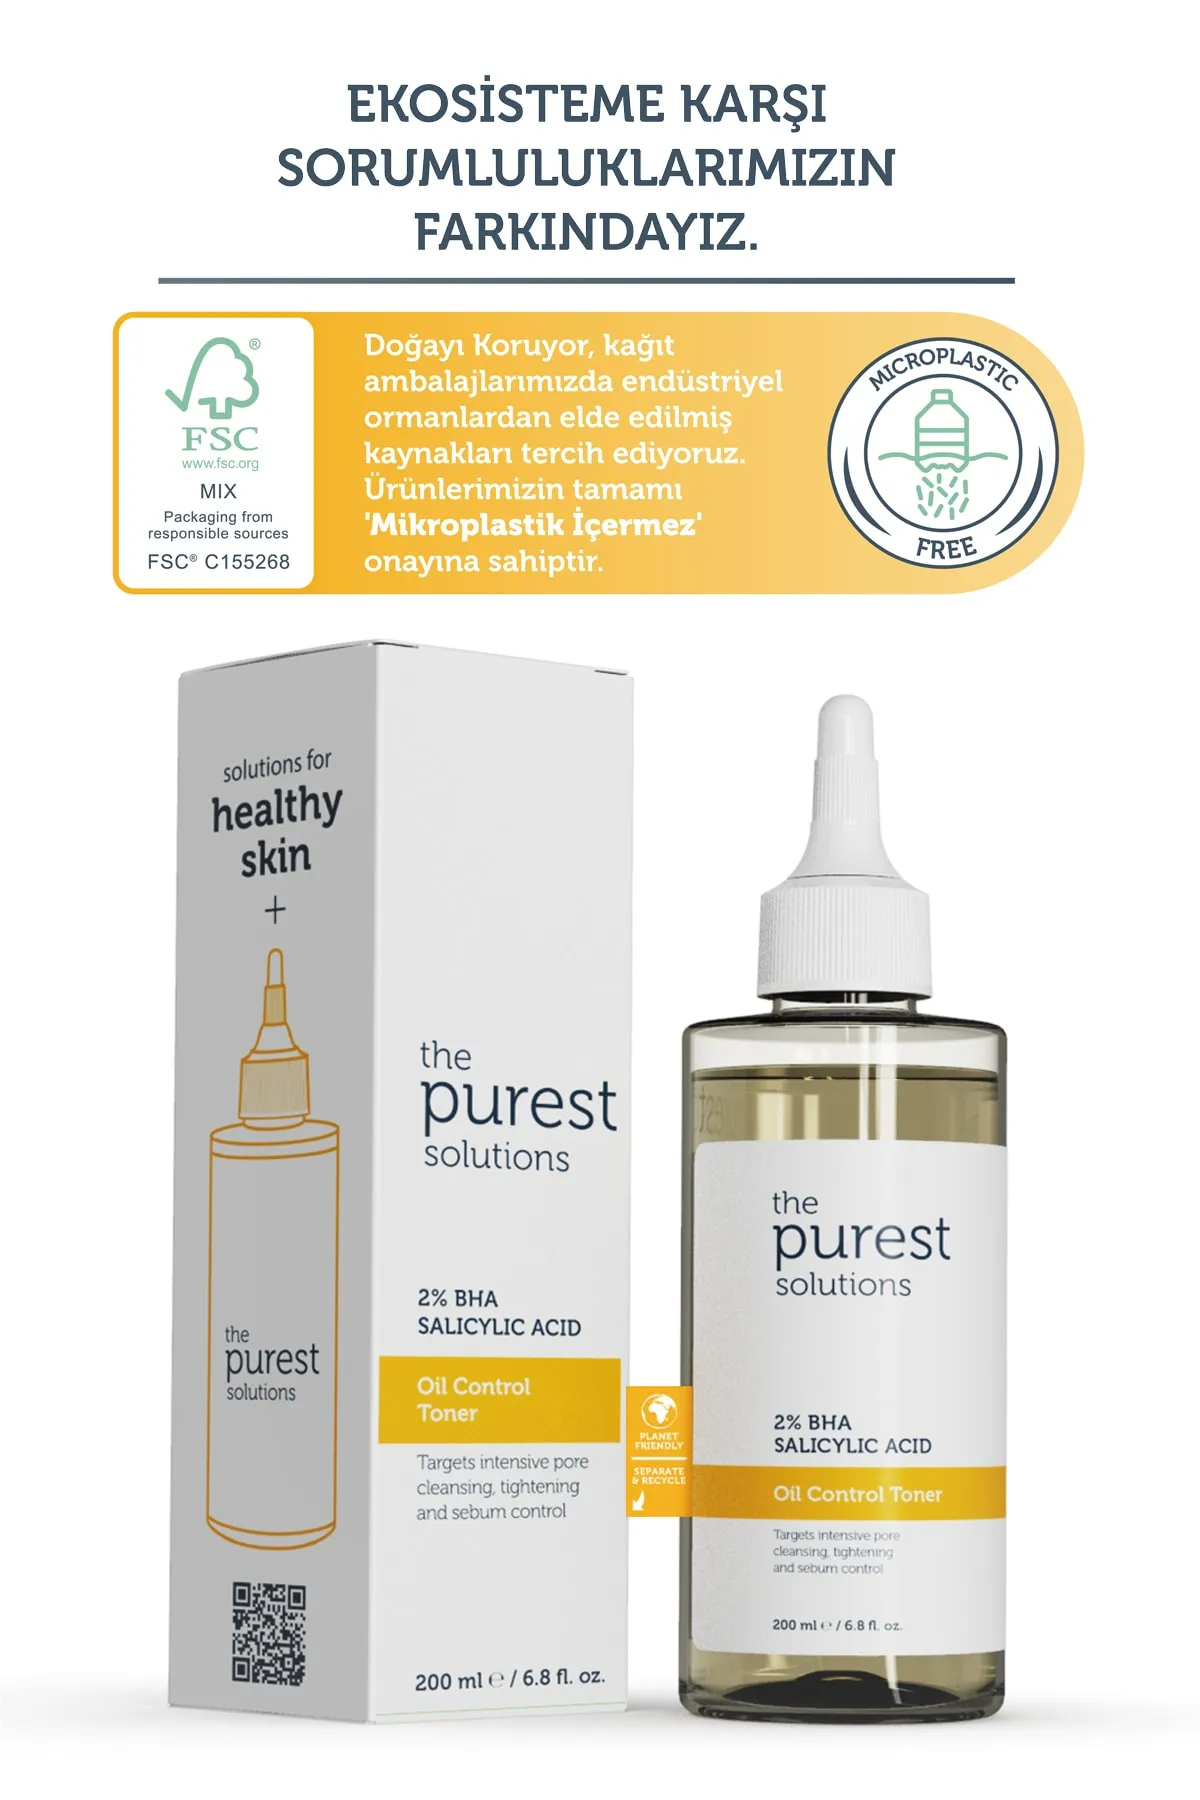 EKOSİSTEME KARŞI
SORUMLULUKLARIMIZIN
FARKINDAYIZ.
®
FSC
www.fsc.org
MIX
Packaging from
responsible sources
FSC® C155268
Doğayı Koruyor, kağıt
ambalajlarımızda endüstriyel
ormanlardan elde edilmiş
kaynakları tercih ediyoruz.
Ürünlerimizin tamamı
'Mikroplastik İçermez'
onayına sahiptir.
MICROPLASTIC
FREE
solutions for
healthy
skin
+
the
purest
solutions
the
purest
solutions
2% BHA
SALICYLIC ACID
Oil Control
Toner
Targets intensive pore
cleansing, tightening
and sebum control
200 ml ℮ / 6.8 fl. oz.
PLANET
FRIENDLY
SEPARATE
& RECYCLE
the
purest
solutions
2% BHA
SALICYLIC ACID
Oil Control Toner
Targets intensive pore
cleansing, tightening
and sebum control
200 ml ℮ / 6.8 fl. oz.